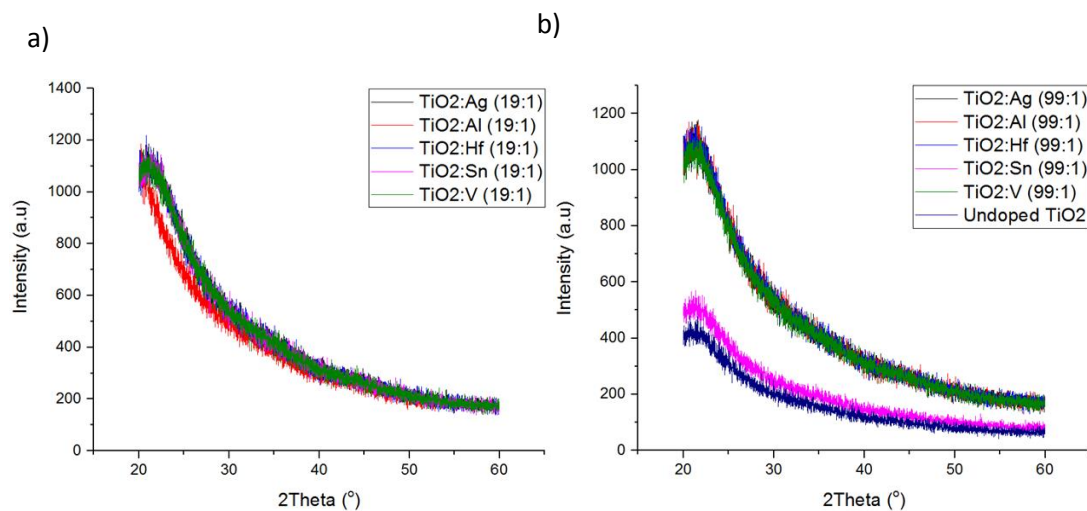 a)
1400
1200
1000
800
600
400
200
0
20
30
40
50
60
Intensity (a.u)
2Theta (°)
TiO2:Ag (19:1)
TiO2:Al (19:1)
TiO2:Hf (19:1)
TiO2:Sn (19:1)
TiO2:V (19:1)
b)
1200
1000
800
600
400
200
0
20
30
40
50
60
Intensity (a.u)
2Theta (°)
TiO2:Ag (99:1)
TiO2:Al (99:1)
TiO2:Hf (99:1)
TiO2:Sn (99:1)
TiO2:V (99:1)
Undoped TiO2